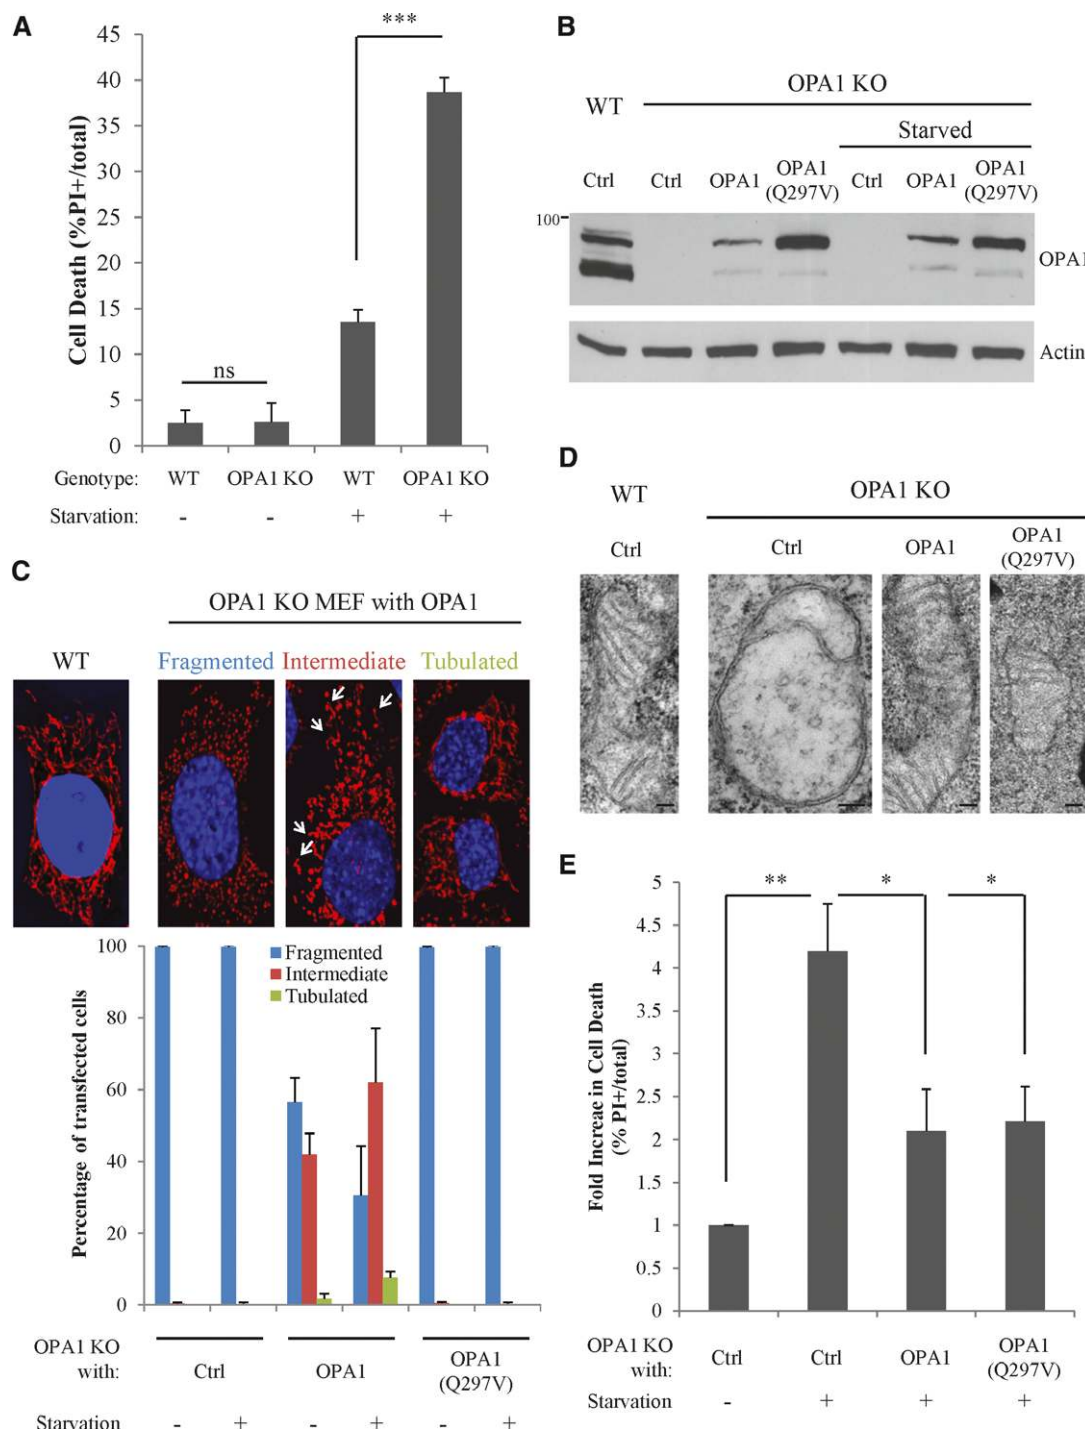 A
***
45
40
35
30
25
20
15
10
5
0
Cell Death (%PI+/total)
ns
Genotype: WT OPA1 KO WT OPA1 KO
Starvation: - - + +
B
OPA1 KO
WT
Starved
Ctrl Ctrl OPA1 OPA1 (Q297V) Ctrl OPA1 OPA1 (Q297V)
100
OPA1
Actin
C
OPA1 KO MEF with OPA1
WT Fragmented Intermediate Tubulated
100
80
60
40
20
0
Percentage of transfected cells
Fragmented
Intermediate
Tubulated
OPA1 KO with: Ctrl OPA1 OPA1 (Q297V)
Starvation - + - + - +
D
WT OPA1 KO
Ctrl Ctrl OPA1 OPA1 (Q297V)
E
** * *
5
4.5
4
3.5
3
2.5
2
1.5
1
0.5
0
Fold Increae in Cell Death
(% PI+/total)
OPA1 KO with: Ctrl Ctrl OPA1 OPA1 (Q297V)
Starvation - + + +